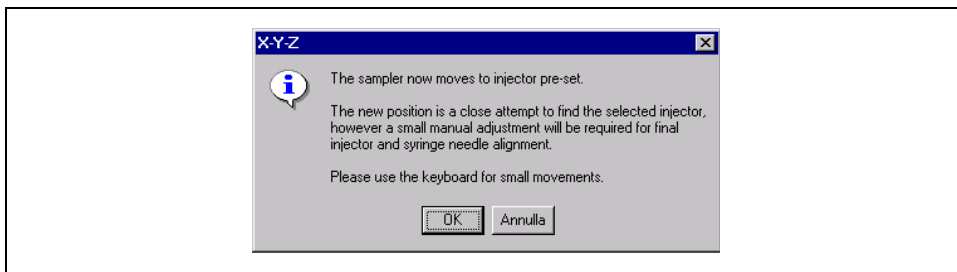 X-Y-Z
The sampler now moves to injector pre-set.
The new position is a close attempt to find the selected injector,
however a small manual adjustment will be required for final
injector and syringe needle alignment.
Please use the keyboard for small movements.
OK
Annulla